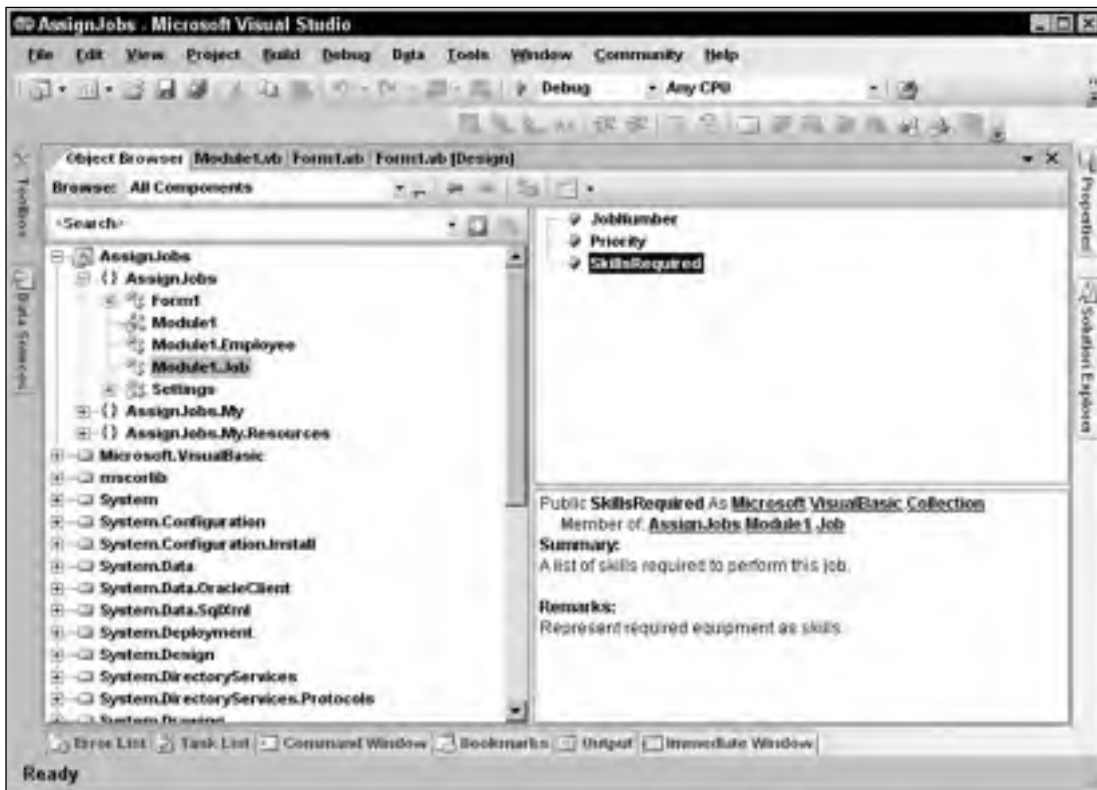 AssignJobs - Microsoft Visual Studio
File Edit View Project Build Debug Data Tools Window Community Help
Debug Any CPU
Object Browser Module1.vb Form1.vb Form1.vb [Design]
Browse: All Components
<Search>
AssignJobs
AssignJobs
Form1
Module1
Module1.Employee
Module1.Job
Settings
AssignJobs.My
AssignJobs.My.Resources
Microsoft.VisualBasic
mscorlib
System
System.Configuration
System.Configuration.Install
System.Data
System.Data.OracleClient
System.Data.SqlXml
System.Deployment
System.Design
System.DirectoryServices
System.DirectoryServices.Protocols
System.Drawing
JobNumber
Priority
SkillsRequired
Public SkillsRequired As Microsoft.VisualBasic.Collection
Member of: AssignJobs.Module1.Job
Summary:
A list of skills required to perform this job.
Remarks:
Represent required equipment as skills.
Toolbox
Data Sources
Properties
Solution Explorer
Error List Task List Command Window Bookmarks Output Immediate Window
Ready